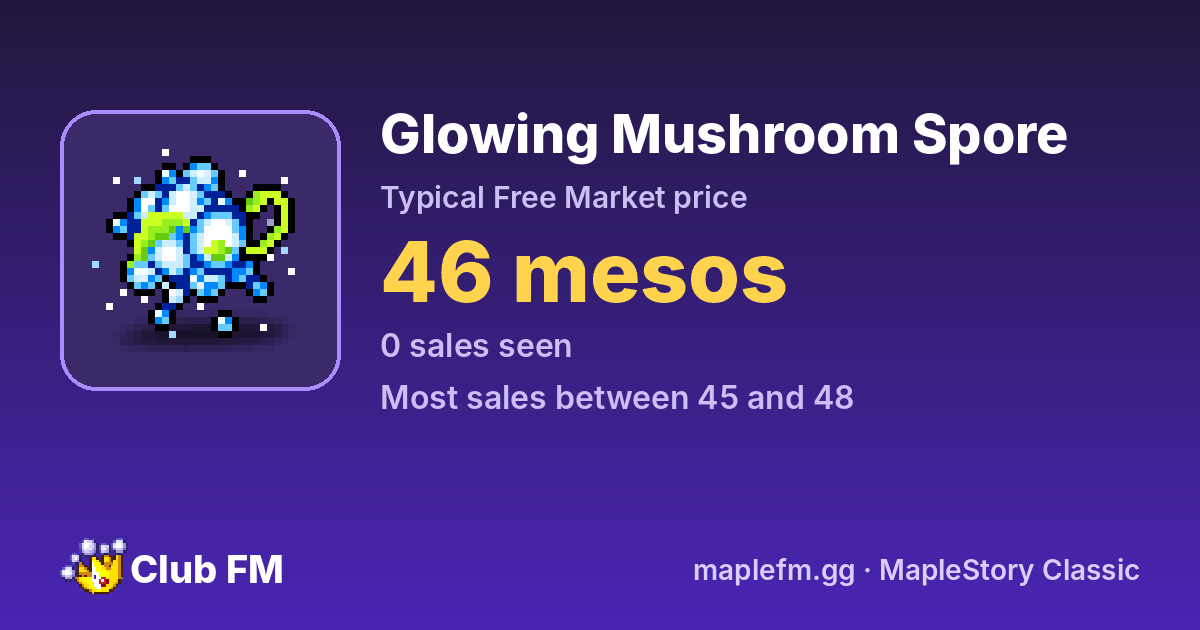 Glowing Mushroom Spore
Typical Free Market price
46 mesos
0 sales seen
Most sales between 45 and 48
Club FM
maplefm.gg · MapleStory Classic